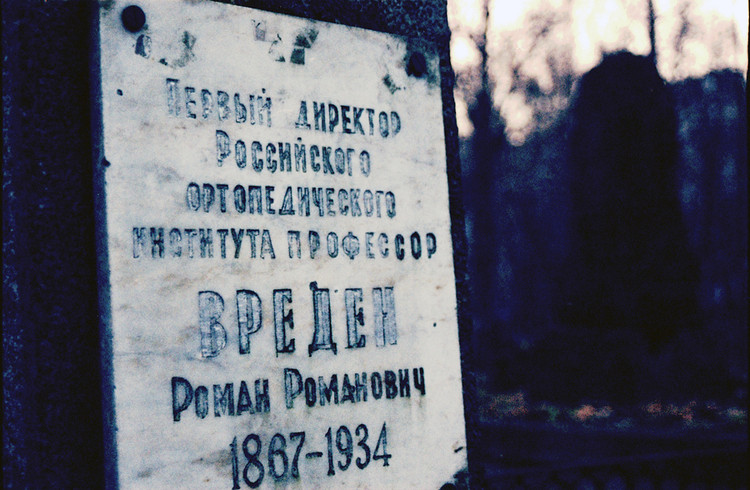 Первый директор
Российского
ортопедического
института профессор
ВРЕДЕН
Роман Романович
1867-1934